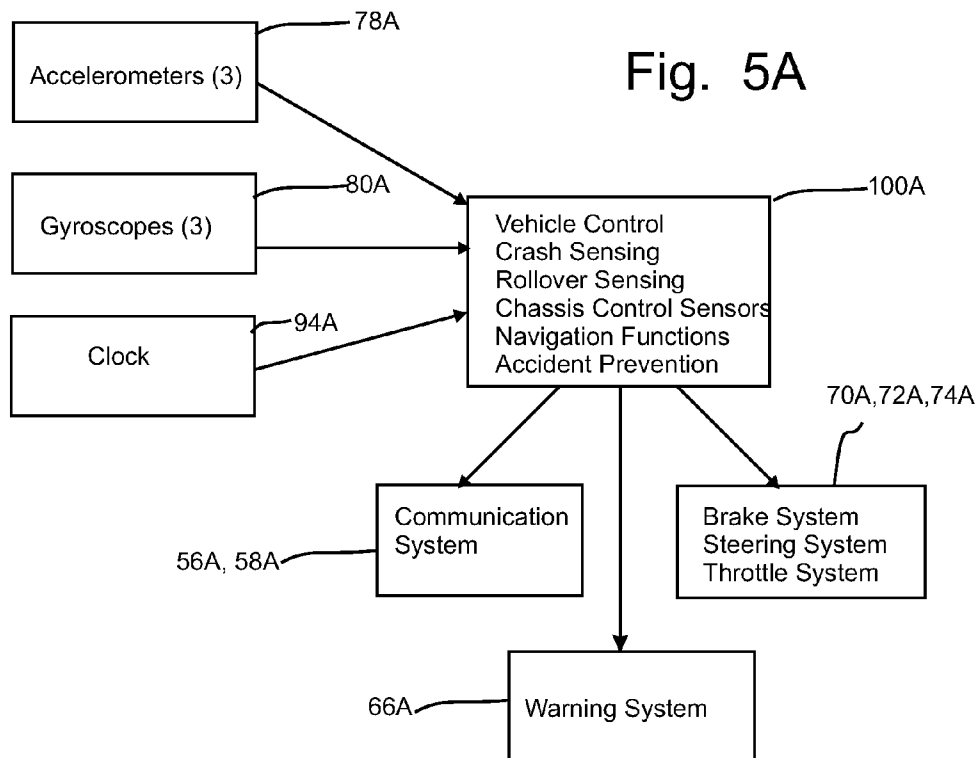 78A
Accelerometers (3)
Fig. 5A
80A
Gyroscopes (3)
100A
Vehicle Control
Crash Sensing
Rollover Sensing
Chassis Control Sensors
Navigation Functions
Accident Prevention
94A
Clock
70A,72A,74A
Communication
System
56A, 58A
Brake System
Steering System
Throttle System
66A
Warning System